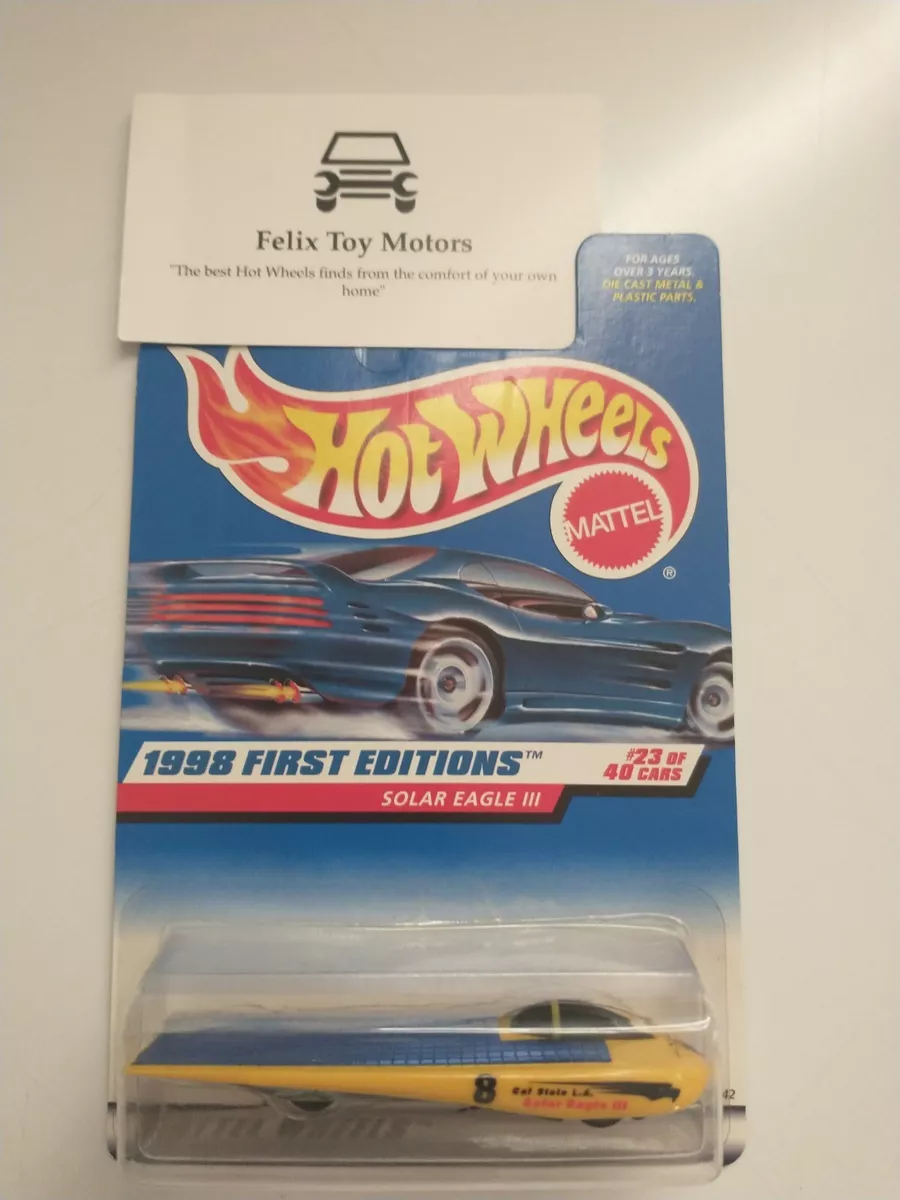 Felix Toy Motors
"The best Hot Wheels finds from the comfort of your own
home"
FOR AGES
OVER 3 YEARS.
DIE CAST METAL &
PLASTIC PARTS.
HOT WHEELS
MATTEL
®
1998 FIRST EDITIONS™
#23 OF
40 CARS
SOLAR EAGLE III
8
Cal State L.A.
Solar Eagle III
42